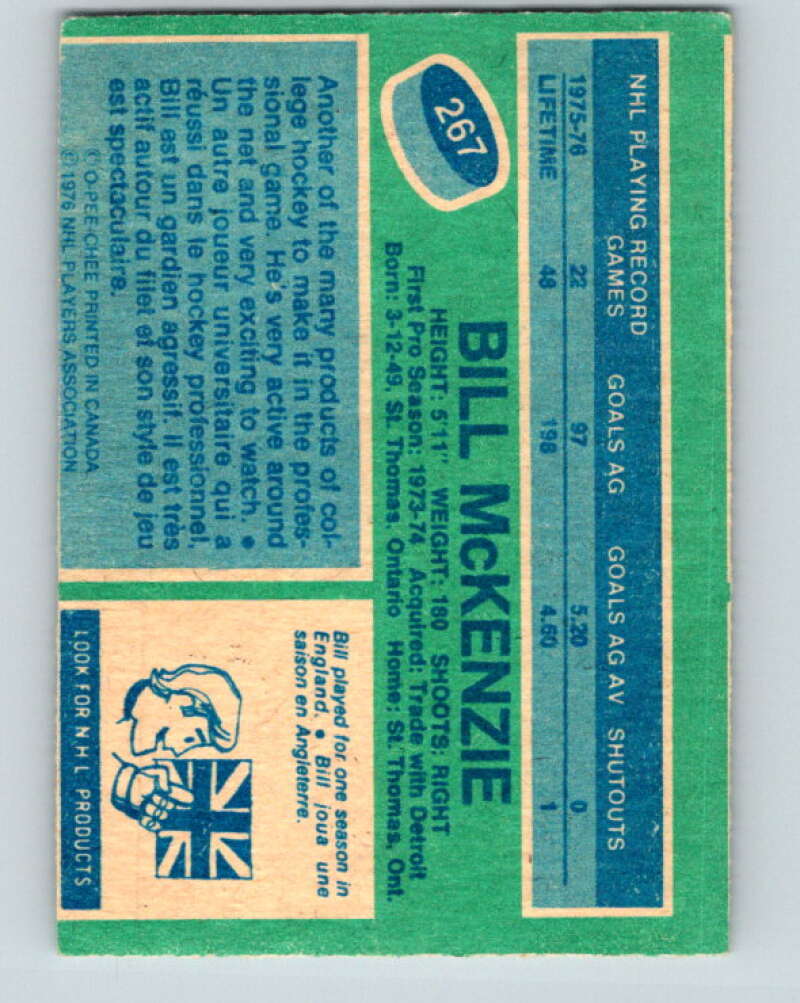 NHL PLAYING RECORD
GAMES GOALS AG GOALS AG AV SHUTOUTS
1975-76 22 97 5.20 0
LIFETIME 48 198 4.60 1
267
BILL McKENZIE
HEIGHT: 5'11" WEIGHT: 180 SHOOTS: RIGHT
First Pro Season: 1973-74 Acquired: Trade with Detroit
Born: 3-12-49, St. Thomas, Ontario Home: St. Thomas, Ont.
Another of the many products of col-
lege hockey to make it in the profes-
sional game. He's very active around
the net and very exciting to watch. •
Un autre joueur universitaire qui a
réussi dans le hockey professionnel,
Bill est un gardien agressif. Il est très
actif autour du filet et son style de jeu
est spectaculaire.
© O-PEE-CHEE PRINTED IN CANADA
© 1976 NHL PLAYERS ASSOCIATION
Bill played for one season in
England. • Bill joua une
saison en Angleterre.
LOOK FOR N H L PRODUCTS